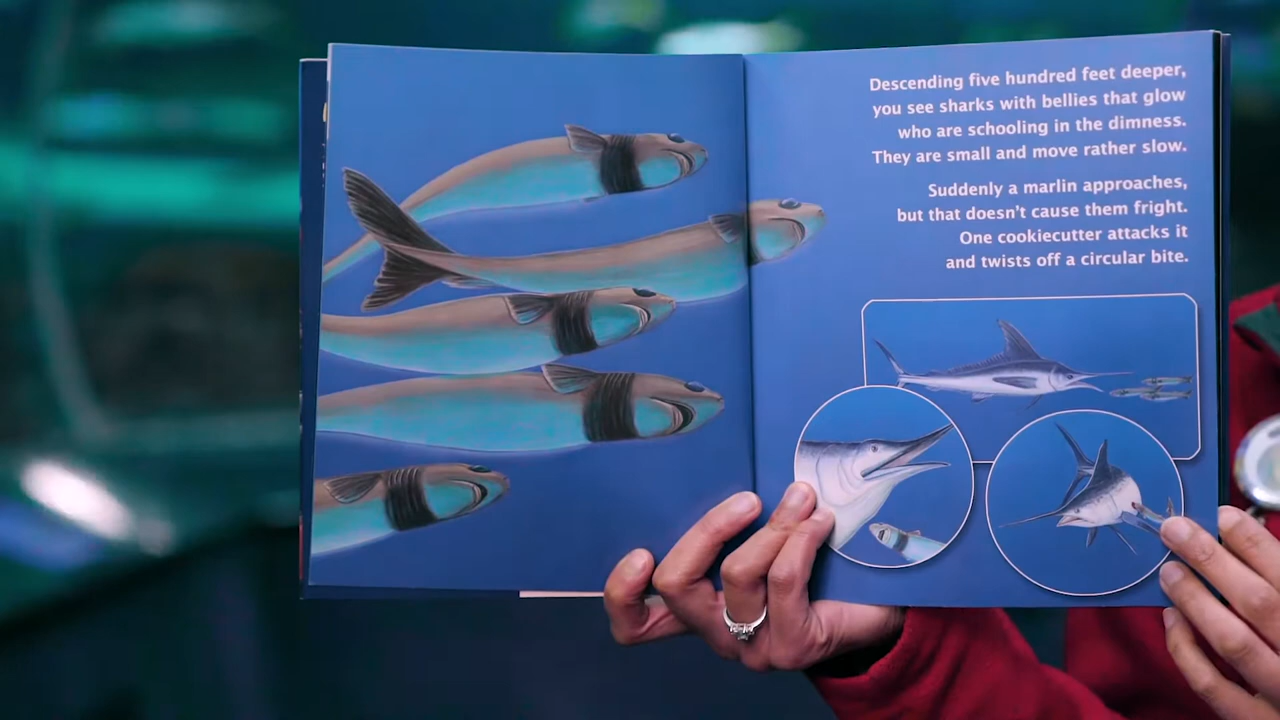 Descending five hundred feet deeper,
you see sharks with bellies that glow
who are schooling in the dimness.
They are small and move rather slow.
Suddenly a marlin approaches,
but that doesn't cause them fright.
One cookiecutter attacks it
and twists off a circular bite.